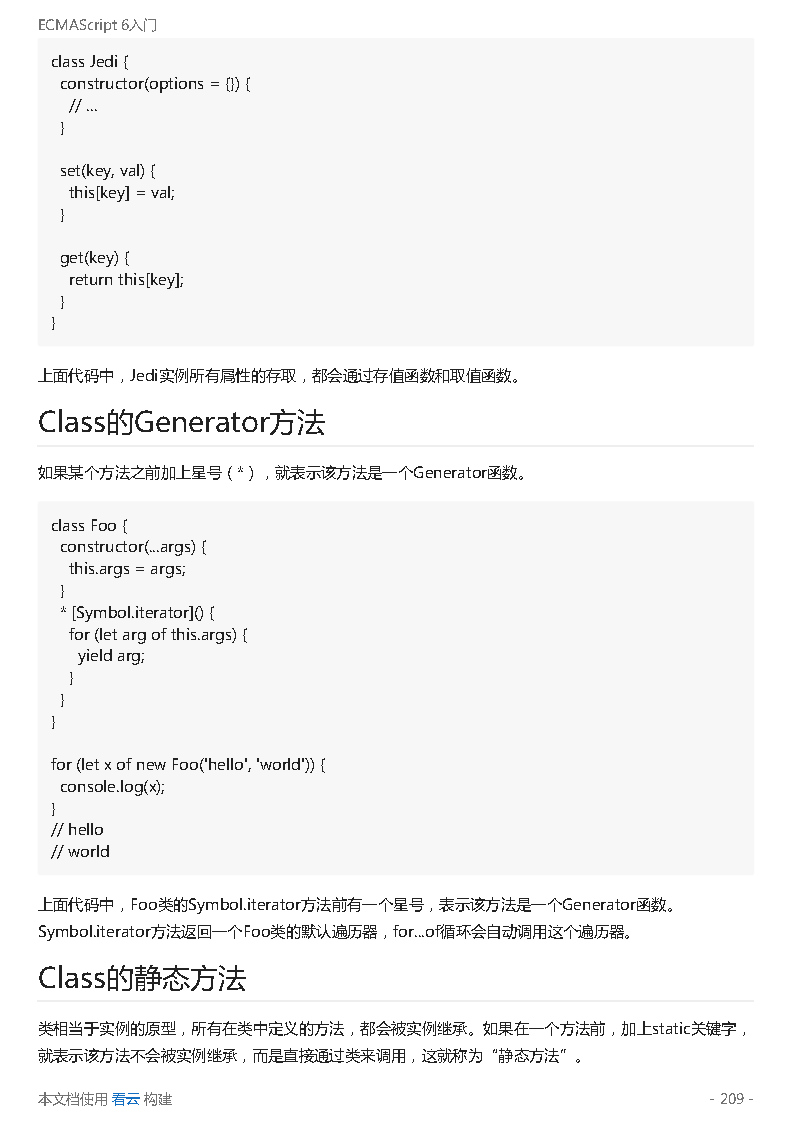 ECMAScript 6入门
class Jedi {
  constructor(options = {}) {
    // ...
  }

  set(key, val) {
    this[key] = val;
  }

  get(key) {
    return this[key];
  }
}
上面代码中，Jedi实例所有属性的存取，都会通过存值函数和取值函数。
Class的Generator方法
如果某个方法之前加上星号（*），就表示该方法是一个Generator函数。
class Foo {
  constructor(...args) {
    this.args = args;
  }
  * [Symbol.iterator]() {
    for (let arg of this.args) {
      yield arg;
    }
  }
}

for (let x of new Foo('hello', 'world')) {
  console.log(x);
}
// hello
// world
上面代码中，Foo类的Symbol.iterator方法前有一个星号，表示该方法是一个Generator函数。
Symbol.iterator方法返回一个Foo类的默认遍历器，for...of循环会自动调用这个遍历器。
Class的静态方法
类相当于实例的原型，所有在类中定义的方法，都会被实例继承。如果在一个方法前，加上static关键字，
就表示该方法不会被实例继承，而是直接通过类来调用，这就称为“静态方法”。
本文档使用 看云 构建
- 209 -